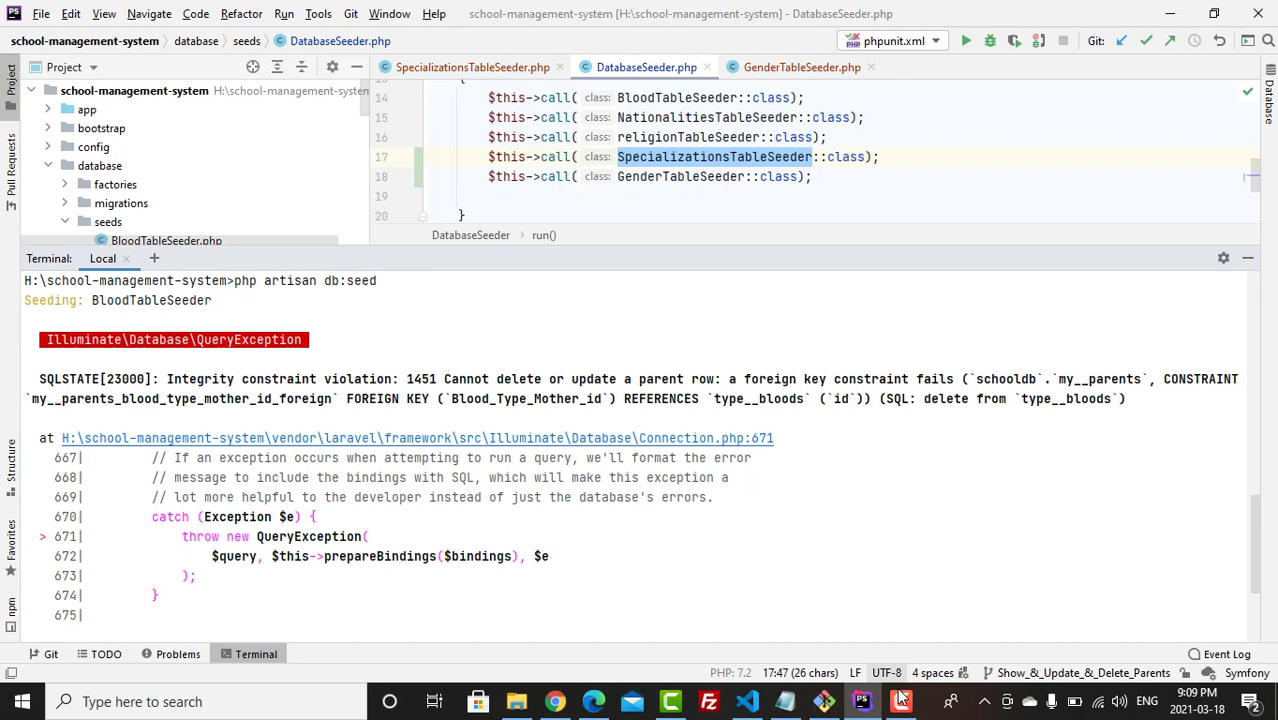 File Edit View Navigate Code Refactor Run Tools Git Window Help school-management-system [H:\school-management-system] - DatabaseSeeder.php
school-management-system database seeds DatabaseSeeder.php phpunit.xml Git:
Project SpecializationsTableSeeder.php DatabaseSeeder.php GenderTableSeeder.php
Project
Pull Requests
Structure
Favorites
npm
Database
school-management-system H:\school-management-system
app
bootstrap
config
database
factories
migrations
seeds
BloodTableSeeder.php
14 $this->call( class: BloodTableSeeder::class);
15 $this->call( class: NationalitiesTableSeeder::class);
16 $this->call( class: religionTableSeeder::class);
17 $this->call( class: SpecializationsTableSeeder::class);
18 $this->call( class: GenderTableSeeder::class);
19
20 }
DatabaseSeeder run()
Terminal: Local
H:\school-management-system>php artisan db:seed
Seeding: BloodTableSeeder
Illuminate\Database\QueryException
SQLSTATE[23000]: Integrity constraint violation: 1451 Cannot delete or update a parent row: a foreign key constraint fails (`schooldb`.`my__parents`, CONSTRAINT
`my__parents_blood_type_mother_id_foreign` FOREIGN KEY (`Blood_Type_Mother_id`) REFERENCES `type__bloods` (`id`)) (SQL: delete from `type__bloods`)
at H:\school-management-system\vendor\laravel\framework\src\Illuminate\Database\Connection.php:671
667| // If an exception occurs when attempting to run a query, we'll format the error
668| // message to include the bindings with SQL, which will make this exception a
669| // lot more helpful to the developer instead of just the database's errors.
670| catch (Exception $e) {
> 671| throw new QueryException(
672| $query, $this->prepareBindings($bindings), $e
673| );
674| }
675|
Git TODO Problems Terminal Event Log
PHP: 7.2 17:47 (26 chars) LF UTF-8 4 spaces Show_&_Update_&_Delete_Parents Symfony
Type here to search ENG 9:09 PM
2021-03-18 2